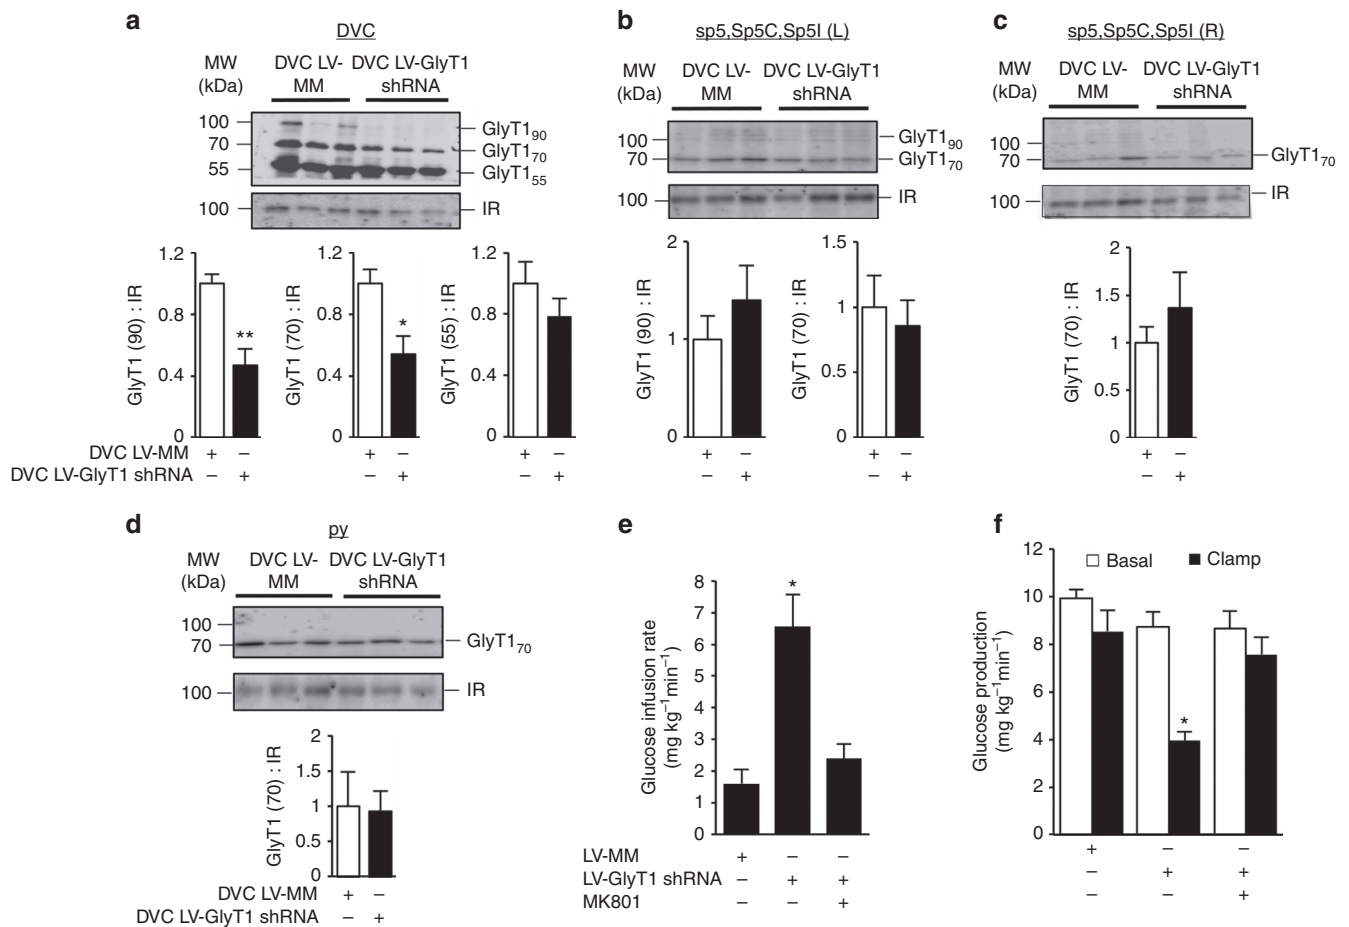 a
DVC
MW
(kDa)
DVC LV-
MM
DVC LV-GlyT1
shRNA
100
70
55
GlyT1₉₀
GlyT1₇₀
GlyT1₅₅
100
IR
GlyT1 (90) : IR
1.2
0.8
0.4
0
**
GlyT1 (70) : IR
1.2
0.8
0.4
0
*
GlyT1 (55) : IR
1.2
0.8
0.4
0
DVC LV-MM + – + – + –
DVC LV-GlyT1 shRNA – + – + – +
b
sp5,Sp5C,Sp5I (L)
MW
(kDa)
DVC LV-
MM
DVC LV-GlyT1
shRNA
100
70
GlyT1₉₀
GlyT1₇₀
100
IR
GlyT1 (90) : IR
2
1
0
GlyT1 (70) : IR
1.5
1
0.5
0
+ – + –
– + – +
c
sp5,Sp5C,Sp5I (R)
MW
(kDa)
DVC LV-
MM
DVC LV-GlyT1
shRNA
100
70
GlyT1₇₀
100
IR
GlyT1 (70) : IR
2
1.5
1
0.5
0
+ –
– +
d
py
MW
(kDa)
DVC LV-
MM
DVC LV-GlyT1
shRNA
100
70
GlyT1₇₀
100
IR
GlyT1 (70) : IR
2
1.5
1
0.5
0
DVC LV-MM + –
DVC LV-GlyT1 shRNA – +
e
Glucose infusion rate
(mg kg⁻¹min⁻¹)
8
7
6
5
4
3
2
1
0
*
LV-MM + – –
LV-GlyT1 shRNA – + +
MK801 – – +
f
Glucose production
(mg kg⁻¹min⁻¹)
12
10
8
6
4
2
0
Basal
Clamp
*
+ – –
– + +
– – +